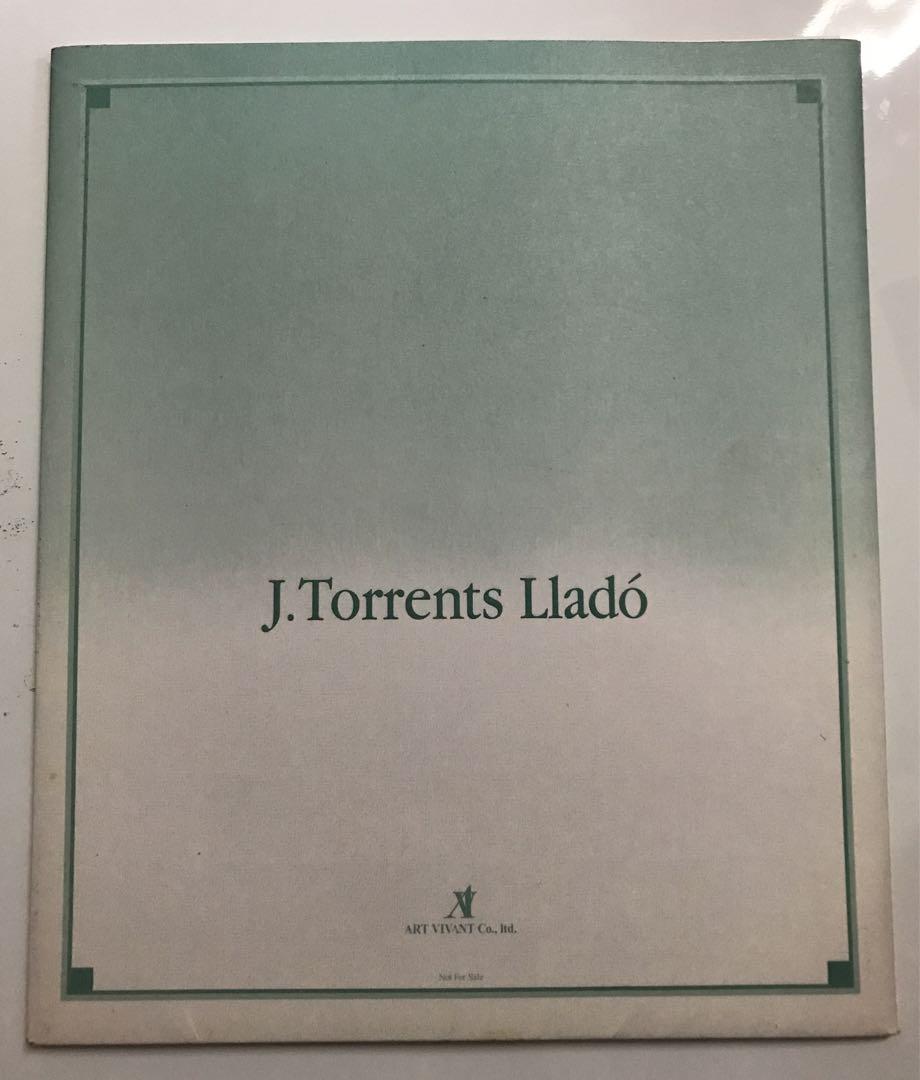 J.Torrents Lladó
ART VIVANT Co., ltd.
Not For Sale